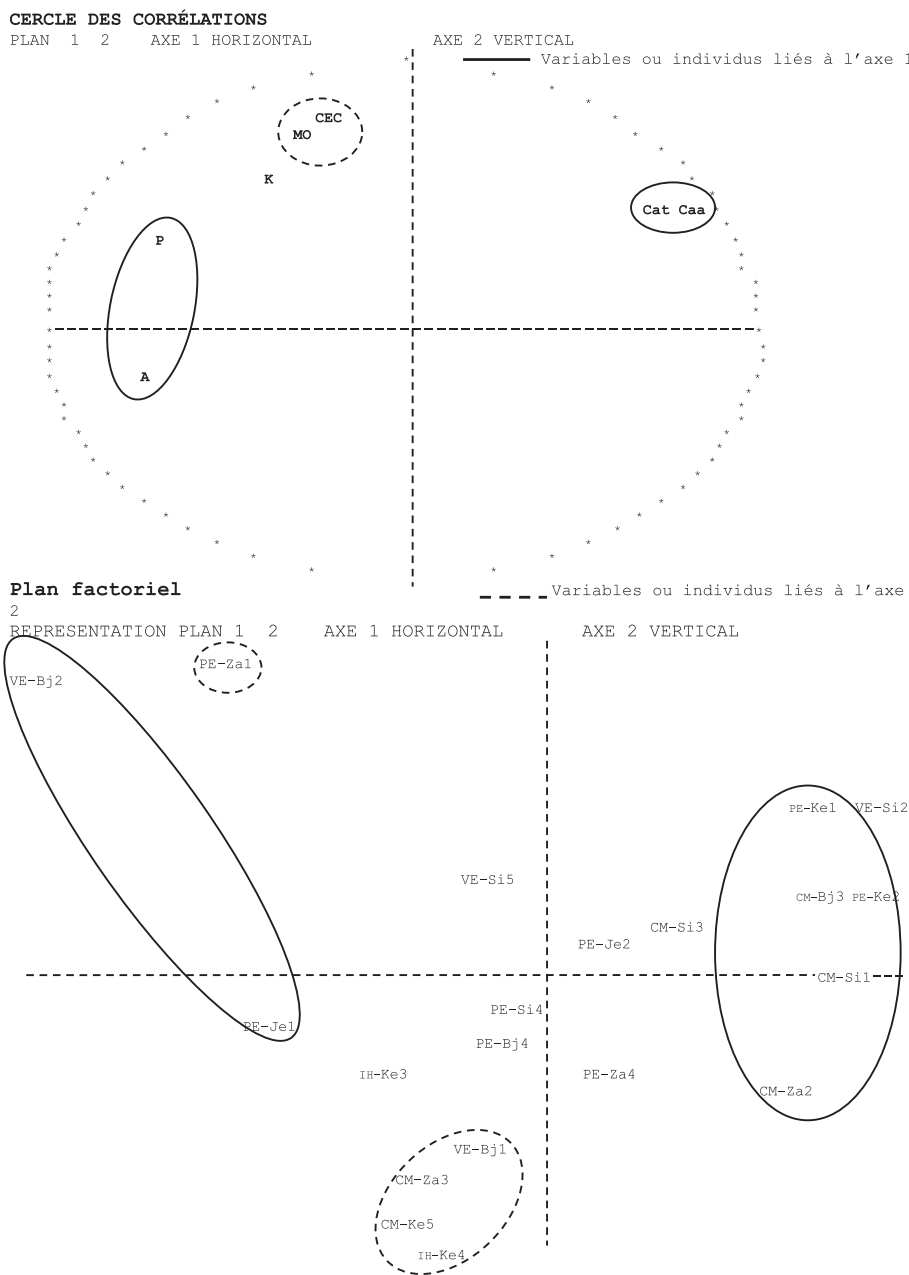 CERCLE DES CORRÉLATIONS
PLAN 1 2 AXE 1 HORIZONTAL AXE 2 VERTICAL
Variables ou individus liés à l'axe 1
CEC
MO
K
Cat Caa
P
A
Plan factoriel
Variables ou individus liés à l'axe
2
REPRESENTATION PLAN 1 2 AXE 1 HORIZONTAL AXE 2 VERTICAL
PE-Za1
VE-Bj2
PE-Ke1 VE-Si2
VE-Si5
CM-Bj3 PE-Ke2
CM-Si3
PE-Je2
CM-Si1
PE-Si4
PE-Je1
PE-Bj4
IH-Ke3 PE-Za4
CM-Za2
VE-Bj1
CM-Za3
CM-Ke5
IH-Ke4